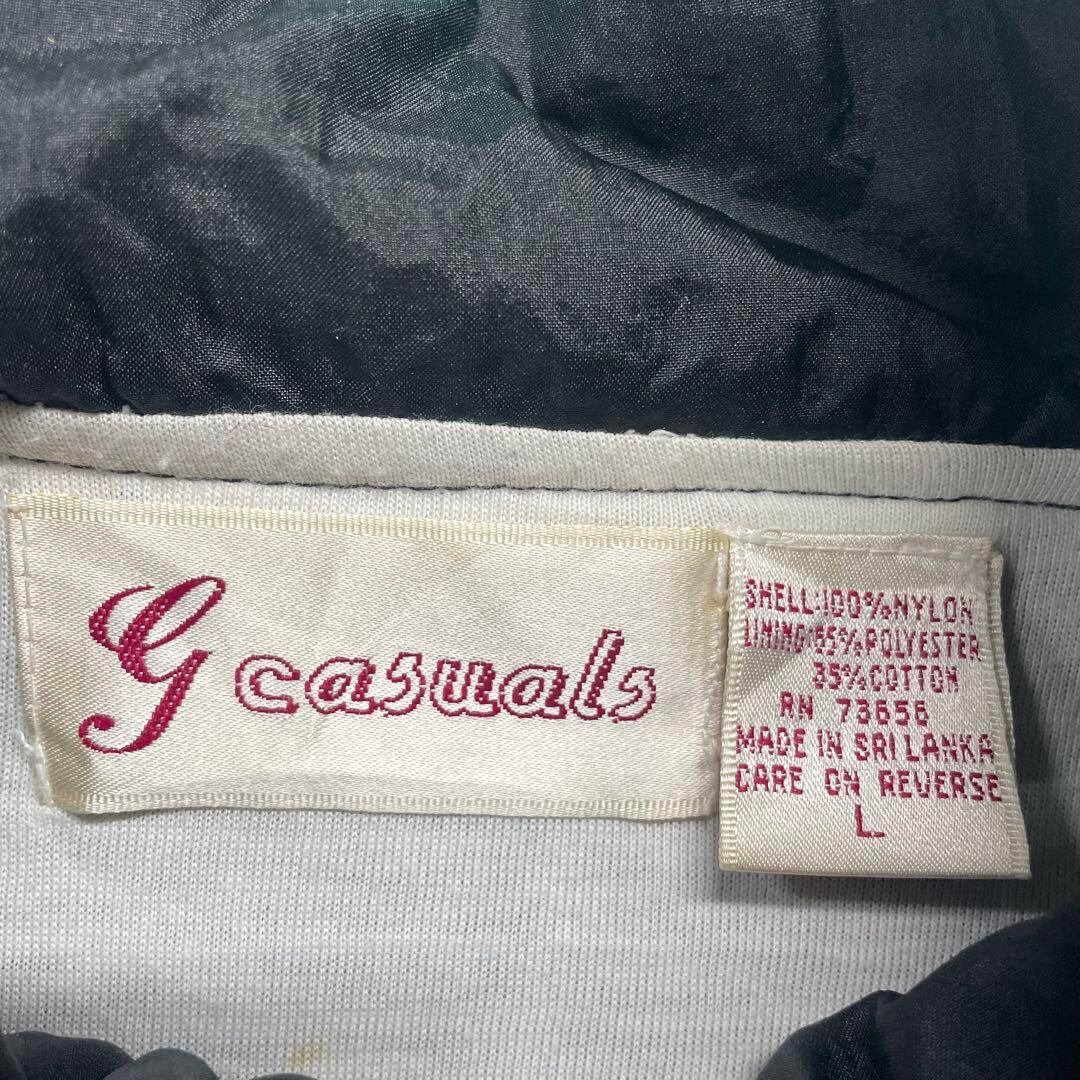 G casuals
SHELL:100%NYLON
LINING:65%POLYESTER
35%COTTON
RN 73656
MADE IN SRI LANKA
CARE ON REVERSE
L